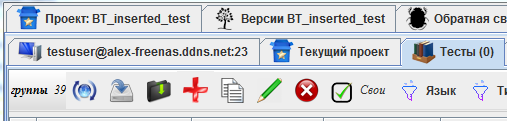 Проект: BT_inserted_test Версии BT_inserted_test Обратная св
testuser@alex-freenas.ddns.net:23 Текущий проект Тесты (0)
группы 39 Свои Язык Ти